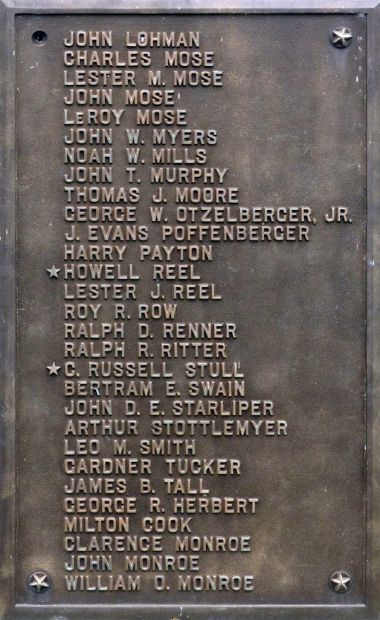 JOHN LOHMAN
CHARLES MOSE
LESTER M. MOSE
JOHN MOSE
LEROY MOSE
JOHN W. MYERS
NOAH W. MILLS
JOHN T. MURPHY
THOMAS J. MOORE
GEORGE W. OTZELBERGER, JR.
J. EVANS POFFENBERGER
HARRY PAYTON
★HOWELL REEL
LESTER J. REEL
ROY R. ROW
RALPH D. RENNER
RALPH R. RITTER
★C. RUSSELL STULL
BERTRAM E. SWAIN
JOHN D. E. STARLIPER
ARTHUR STOTTLEMYER
LEO M. SMITH
GARDNER TUCKER
JAMES B. TALL
GEORGE R. HERBERT
MILTON COOK
CLARENCE MONROE
JOHN MONROE
WILLIAM D. MONROE